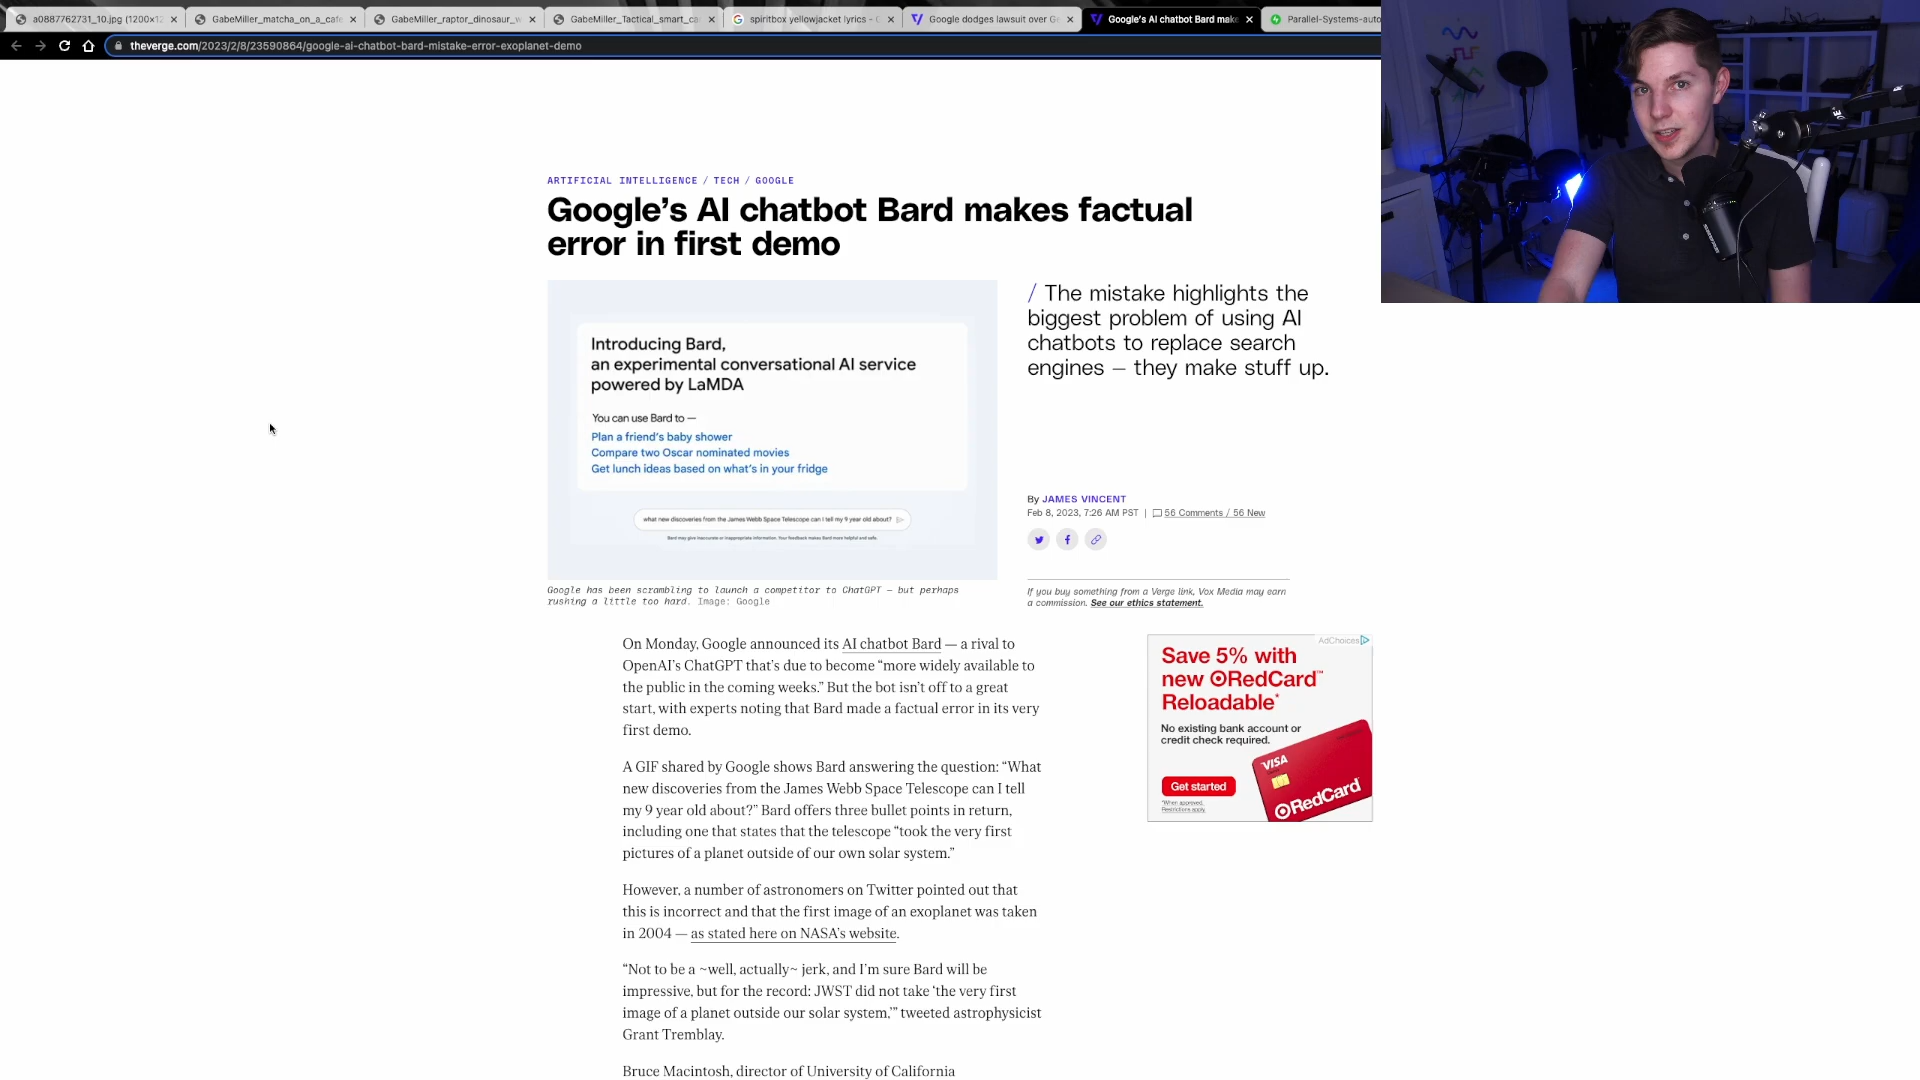 a0887762731_10.jpg (1200×12
GabeMiller_matcha_on_a_cafe
GabeMiller_raptor_dinosaur_w
GabeMiller_Tactical_smart_ca
spiritbox yellowjacket lyrics - G
Google dodges lawsuit over Ge
Google's AI chatbot Bard make
Parallel-Systems-auto
theverge.com/2023/2/8/23590864/google-ai-chatbot-bard-mistake-error-exoplanet-demo
ARTIFICIAL INTELLIGENCE / TECH / GOOGLE
Google's AI chatbot Bard makes factual
error in first demo
Introducing Bard,
an experimental conversational AI service
powered by LaMDA
You can use Bard to —
Plan a friend's baby shower
Compare two Oscar nominated movies
Get lunch ideas based on what's in your fridge
what new discoveries from the James Webb Space Telescope can I tell my 9 year old about?
Bard may give inaccurate or inappropriate information. Your feedback makes Bard more helpful and safe.
Google has been scrambling to launch a competitor to ChatGPT — but perhaps
rushing a little too hard. Image: Google
/ The mistake highlights the
biggest problem of using AI
chatbots to replace search
engines — they make stuff up.
By JAMES VINCENT
Feb 8, 2023, 7:26 AM PST | 56 Comments / 56 New
If you buy something from a Verge link, Vox Media may earn
a commission. See our ethics statement.
On Monday, Google announced its AI chatbot Bard — a rival to
OpenAI's ChatGPT that's due to become “more widely available to
the public in the coming weeks.” But the bot isn't off to a great
start, with experts noting that Bard made a factual error in its very
first demo.
A GIF shared by Google shows Bard answering the question: “What
new discoveries from the James Webb Space Telescope can I tell
my 9 year old about?” Bard offers three bullet points in return,
including one that states that the telescope “took the very first
pictures of a planet outside of our own solar system.”
However, a number of astronomers on Twitter pointed out that
this is incorrect and that the first image of an exoplanet was taken
in 2004 — as stated here on NASA's website.
“Not to be a ~well, actually~ jerk, and I'm sure Bard will be
impressive, but for the record: JWST did not take ‘the very first
image of a planet outside our solar system,’” tweeted astrophysicist
Grant Tremblay.
Bruce Macintosh, director of University of California
AdChoices
Save 5% with
new RedCard™
Reloadable*
No existing bank account or
credit check required.
Get started
*When approved.
Restrictions apply.
VISA
RedCard